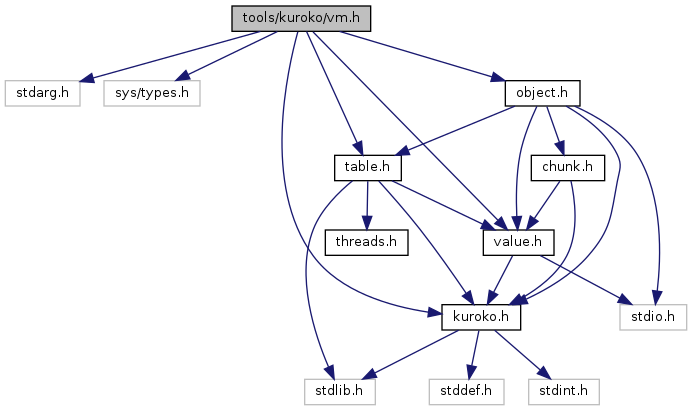 tools/kuroko/vm.h
stdarg.h
sys/types.h
object.h
table.h
chunk.h
threads.h
value.h
kuroko.h
stdio.h
stdlib.h
stddef.h
stdint.h